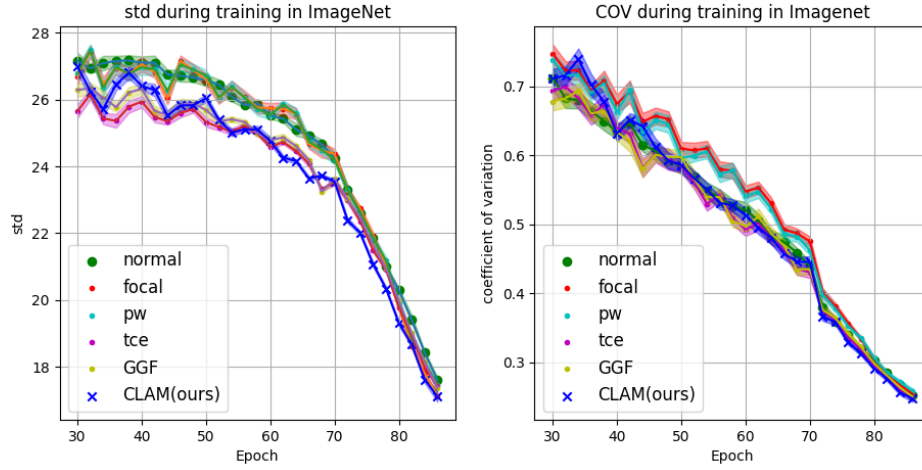 std during training in ImageNet
28
26
24
22
20
18
std
normal
focal
pw
tce
GGF
CLAM(ours)
30 40 50 60 70 80
Epoch
COV during training in Imagenet
0.7
0.6
0.5
0.4
0.3
coefficient of variation
normal
focal
pw
tce
GGF
CLAM(ours)
30 40 50 60 70 80
Epoch